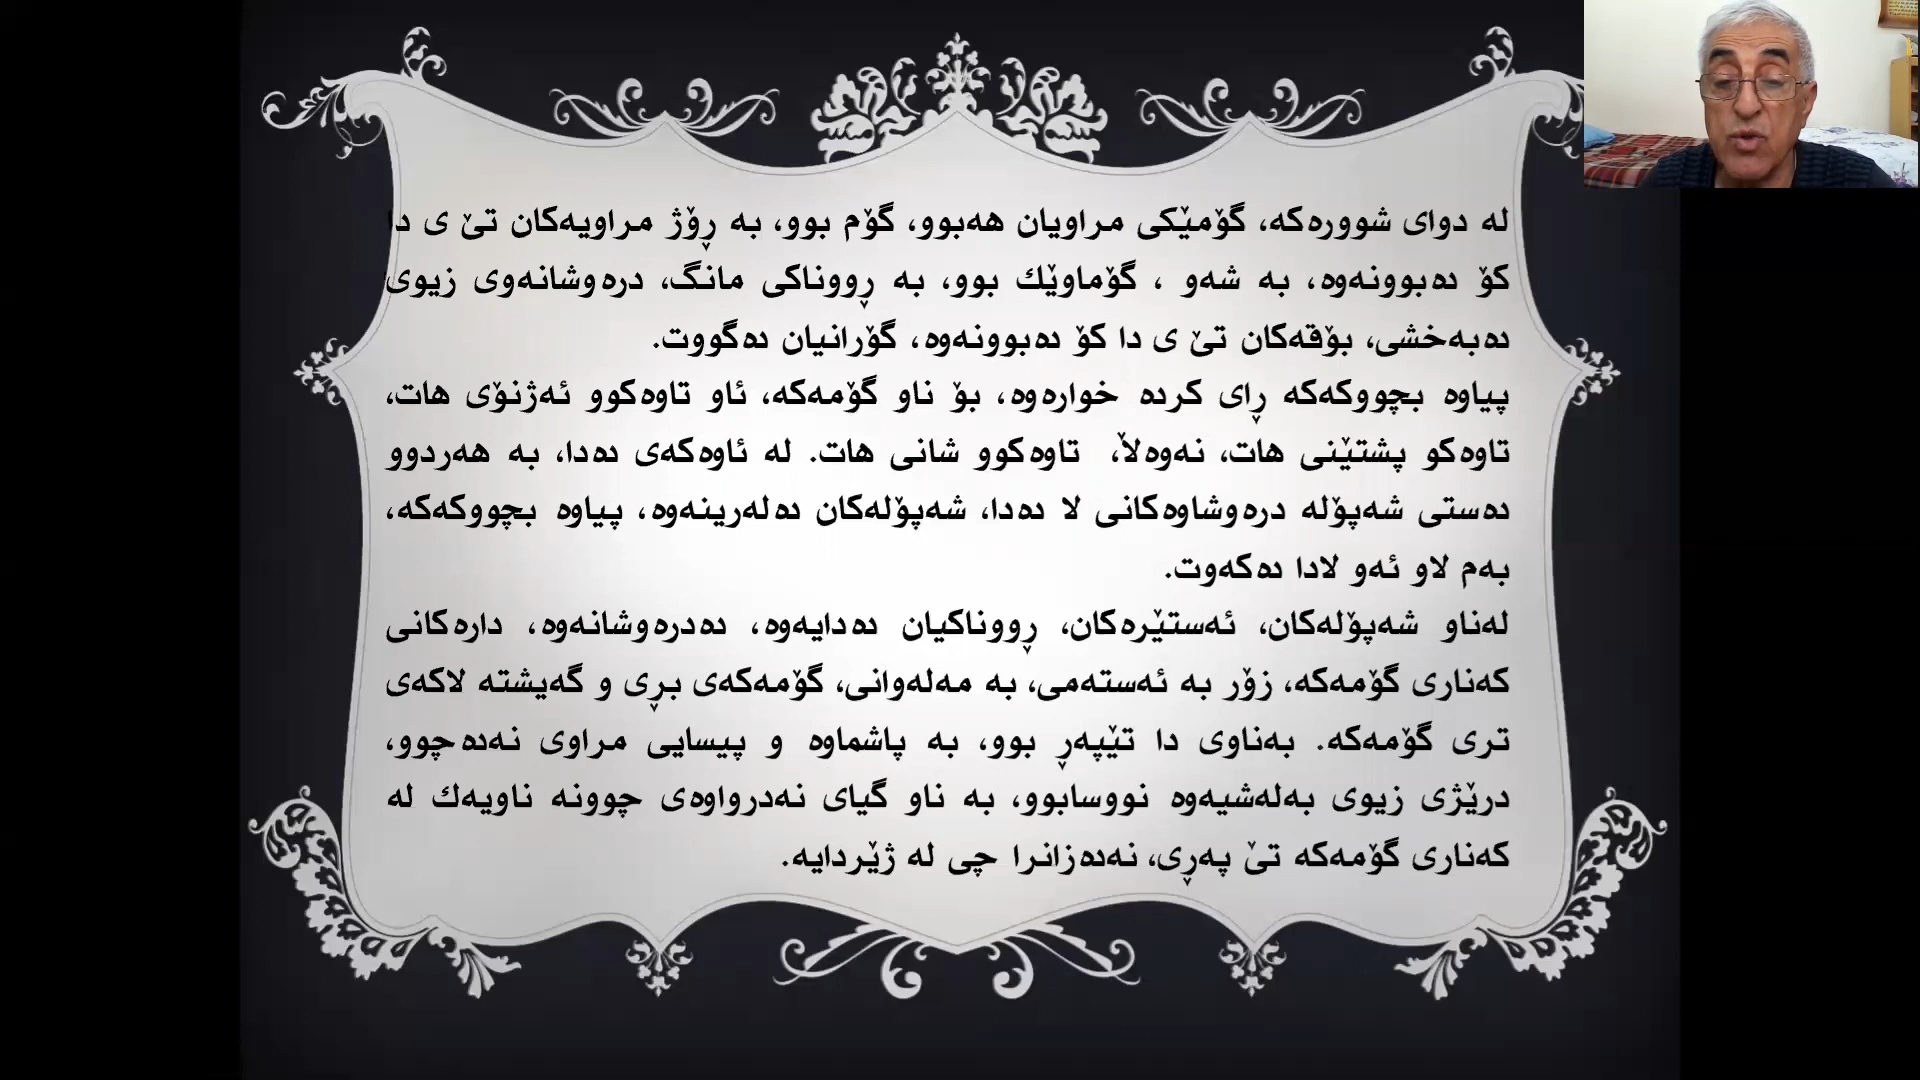 لە دوای شوورەکە، گۆمێکی مراویان هەبوو، گۆم بوو، بە ڕۆژ مراویەکان تێ ی دا
کۆ دەبوونەوە، بە شەو ، گۆماوێك بوو، بە ڕووناکی مانگ، درەوشانەوی زیوی
دەبەخشی، بۆقەکان تێ ی دا کۆ دەبوونەوە، گۆرانیان دەگووت.
پیاوە بچووکەکە ڕای کردە خوارەوە، بۆ ناو گۆمەکە، ئاو تاوەکوو ئەژنۆی هات،
تاوەکو پشتێنی هات، نەوەڵا، تاوەکوو شانی هات. لە ئاوەکەی دەدا، بە هەردوو
دەستی شەپۆلە درەوشاوەکانی لا دەدا، شەپۆلەکان دەلەرینەوە، پیاوە بچووکەکە،
بەم لاو ئەو لادا دەکەوت.
لەناو شەپۆلەکان، ئەستێرەکان، ڕووناکیان دەدایەوە، دەدرەوشانەوە، دارەکانی
کەناری گۆمەکە، زۆر بە ئەستەمی، بە مەلەوانی، گۆمەکەی بڕی و گەیشتە لاکەی
تری گۆمەکە. بەناوی دا تێپەڕ بوو، بە پاشماوە و پیسایی مراوی نەدەچوو،
درێژی زیوی بەلەشیەوە نووسابوو، بە ناو گیای نەدرواوەی چوونە ناویەك لە
کەناری گۆمەکە تێ پەڕی، نەدەزانرا چی لە ژێردایە.